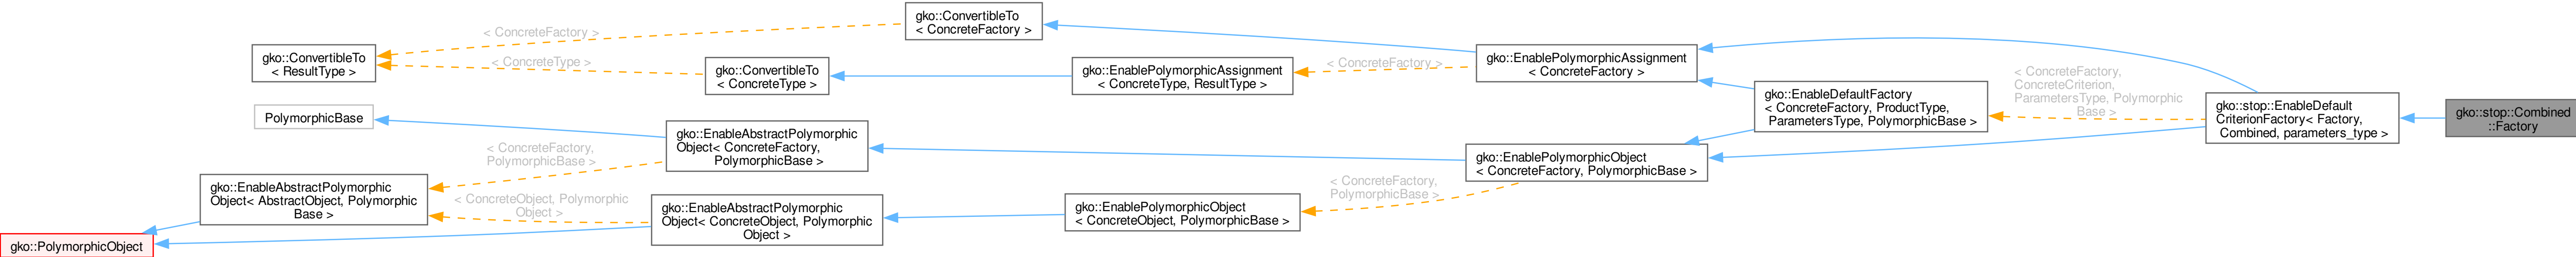 gko::ConvertibleTo
< ConcreteFactory >
< ConcreteFactory >
gko::ConvertibleTo
< ResultType >
< ConcreteType >
gko::ConvertibleTo
< ConcreteType >
gko::EnablePolymorphicAssignment
< ConcreteType, ResultType >
< ConcreteFactory >
gko::EnablePolymorphicAssignment
< ConcreteFactory >
gko::EnableDefaultFactory
< ConcreteFactory, ProductType,
ParametersType, PolymorphicBase >
< ConcreteFactory,
ConcreteCriterion,
ParametersType, Polymorphic
Base >
gko::stop::EnableDefault
CriterionFactory< Factory,
Combined, parameters_type >
gko::stop::Combined
::Factory
PolymorphicBase
gko::EnableAbstractPolymorphic
Object< ConcreteFactory,
PolymorphicBase >
< ConcreteFactory,
PolymorphicBase >
gko::EnablePolymorphicObject
< ConcreteFactory, PolymorphicBase >
< ConcreteFactory,
PolymorphicBase >
gko::EnableAbstractPolymorphic
Object< AbstractObject, Polymorphic
Base >
< ConcreteObject, Polymorphic
Object >
gko::EnableAbstractPolymorphic
Object< ConcreteObject, Polymorphic
Object >
gko::EnablePolymorphicObject
< ConcreteObject, PolymorphicBase >
gko::PolymorphicObject